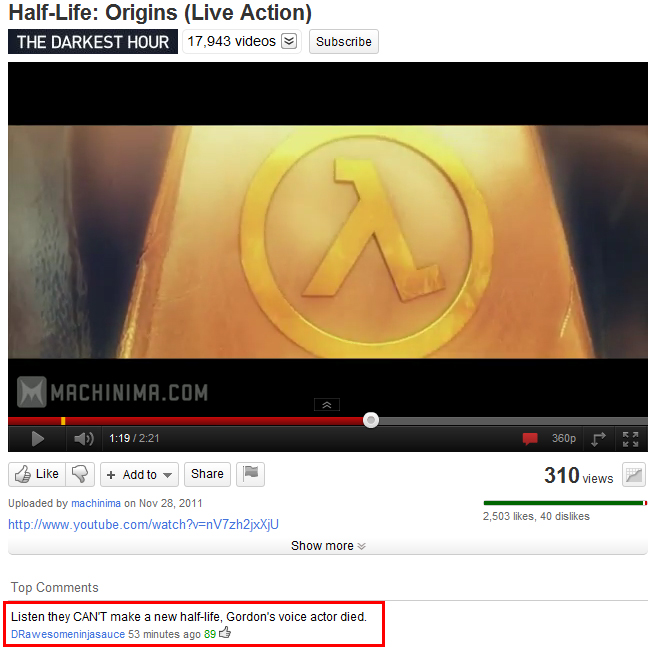 Half-Life: Origins (Live Action)
THE DARKEST HOUR 17,943 videos Subscribe
λ
MACHINIMA.COM
1:19 / 2:21 360p
Like + Add to Share 310 views
Uploaded by machinima on Nov 28, 2011
2,503 likes, 40 dislikes
http://www.youtube.com/watch?v=nV7zh2jxXjU
Show more
Top Comments
Listen they CAN'T make a new half-life, Gordon's voice actor died.
DRawesomeninjasauce 53 minutes ago 89